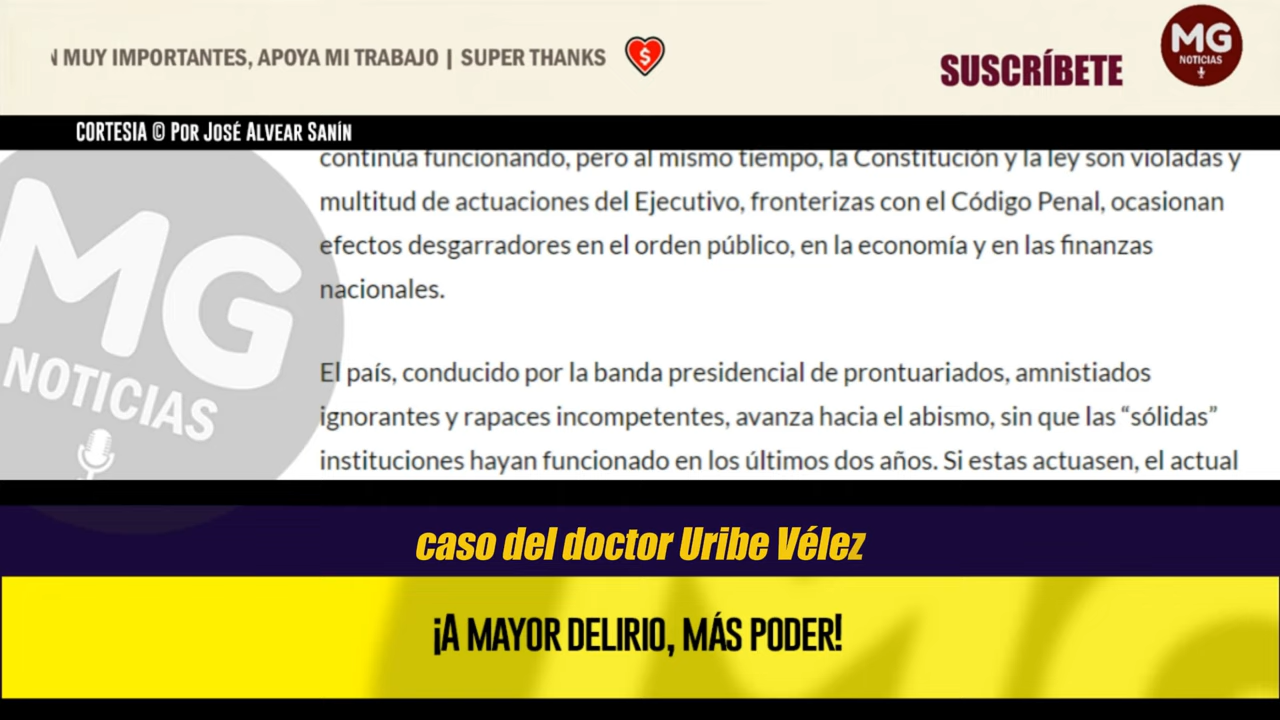 MUY IMPORTANTES, APOYA MI TRABAJO | SUPER THANKS
$
SUSCRÍBETE
MG
NOTICIAS
CORTESIA © POR JOSÉ ALVEAR SANÍN
continúa funcionando, pero al mismo tiempo, la Constitución y la ley son violadas y
multitud de actuaciones del Ejecutivo, fronterizas con el Código Penal, ocasionan
efectos desgarradores en el orden público, en la economía y en las finanzas
nacionales.
El país, conducido por la banda presidencial de prontuariados, amnistiados
ignorantes y rapaces incompetentes, avanza hacia el abismo, sin que las “sólidas”
instituciones hayan funcionado en los últimos dos años. Si estas actuasen, el actual
MG
NOTICIAS
caso del doctor Uribe Vélez
¡A MAYOR DELIRIO, MÁS PODER!